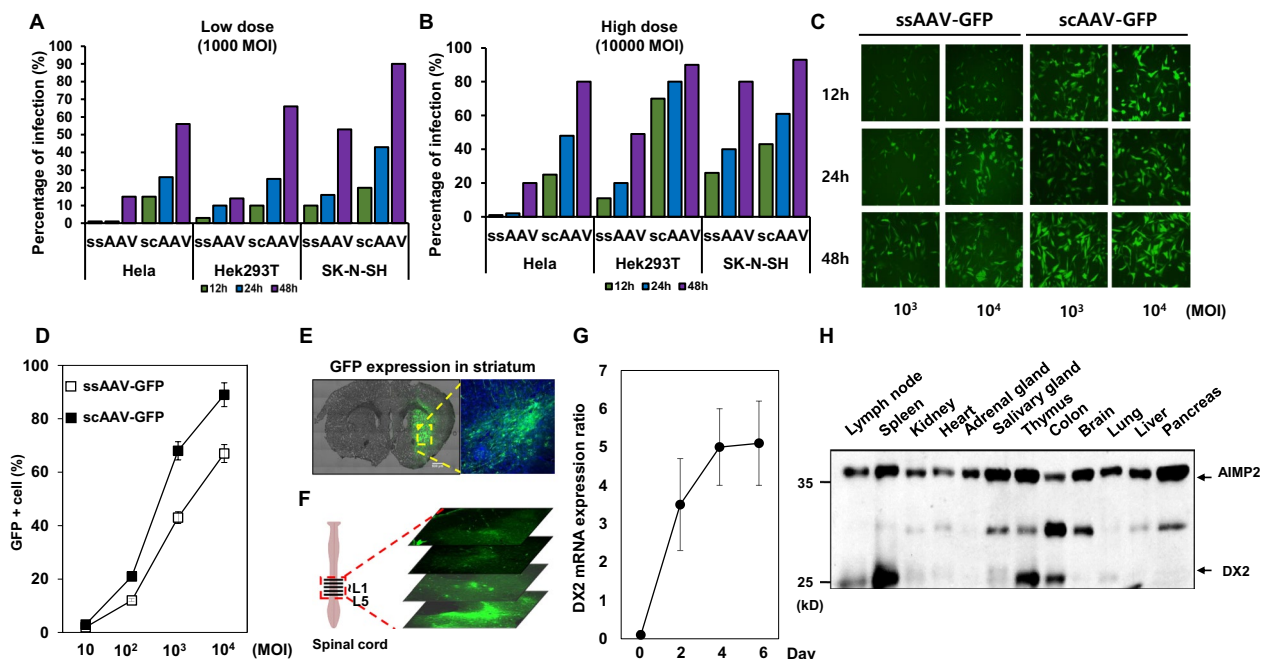 A
Low dose
(1000 MOI)
Percentage of infection (%)
100
90
80
70
60
50
40
30
20
10
0
ssAAV scAAV ssAAV scAAV ssAAV scAAV
Hela Hek293T SK-N-SH
12h 24h 48h
B
High dose
(10000 MOI)
Percentage of infection (%)
100
80
60
40
20
0
ssAAV scAAV ssAAV scAAV ssAAV scAAV
Hela Hek293T SK-N-SH
12h 24h 48h
C
ssAAV-GFP scAAV-GFP
12h
24h
48h
10³ 10⁴ 10³ 10⁴ (MOI)
D
GFP + cell (%)
100
80
60
40
20
0
ssAAV-GFP
scAAV-GFP
10 10² 10³ 10⁴ (MOI)
E
GFP expression in striatum
F
L1
L5
Spinal cord
G
DX2 mRNA expression ratio
7
6
5
4
3
2
1
0
0 2 4 6 Day
H
Lymph node
Spleen
Kidney
Heart
Adrenal gland
Salivary gland
Thymus
Colon
Brain
Lung
Liver
Pancreas
35
25
(kD)
AIMP2
DX2